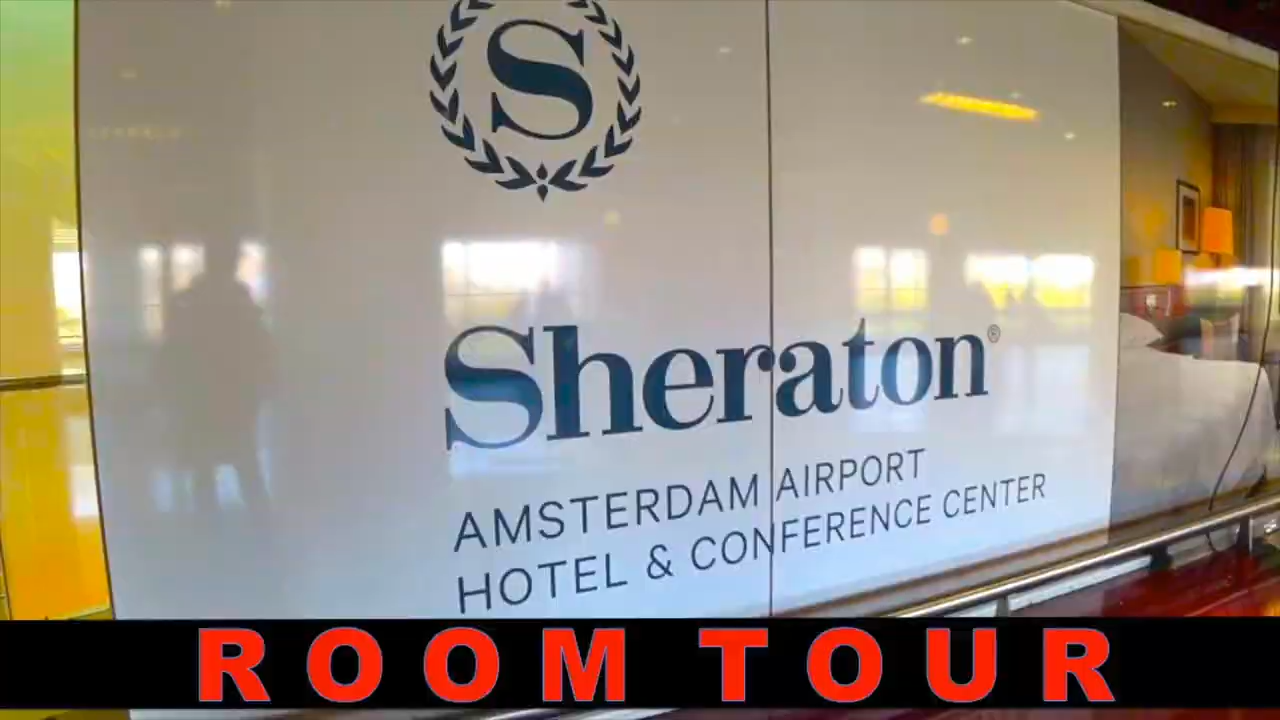 S
Sheraton®
AMSTERDAM AIRPORT
HOTEL & CONFERENCE CENTER
ROOM TOUR